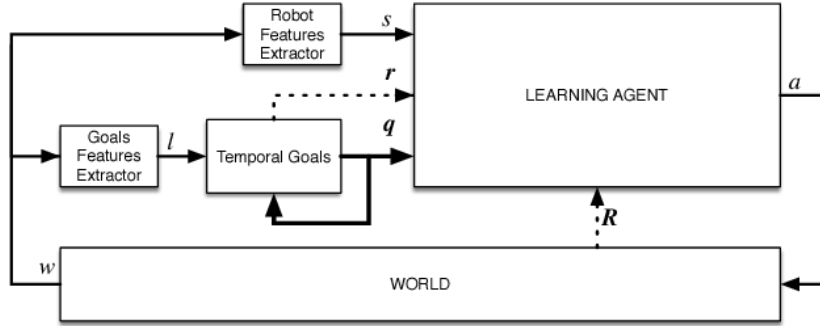 Robot
Features
Extractor
s
r
LEARNING AGENT
a
q
Goals
Features
Extractor
l
Temporal Goals
R
w
WORLD